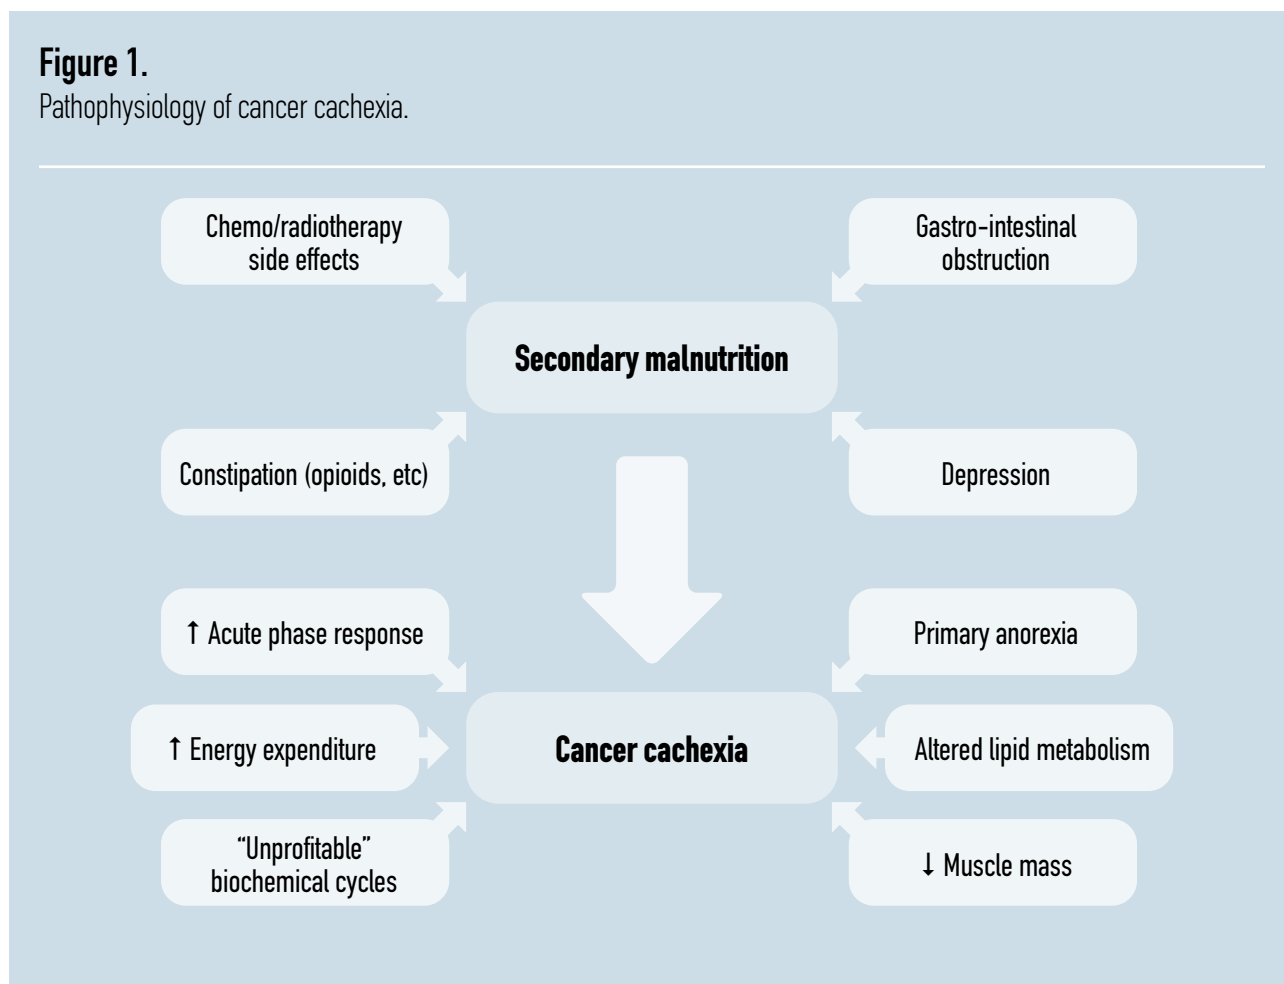 Figure 1.
Pathophysiology of cancer cachexia.
Chemo/radiotherapy
side effects
Gastro-intestinal
obstruction
Secondary malnutrition
Constipation (opioids, etc)
Depression
↑ Acute phase response
Primary anorexia
↑ Energy expenditure
Cancer cachexia
Altered lipid metabolism
“Unprofitable”
biochemical cycles
↓ Muscle mass